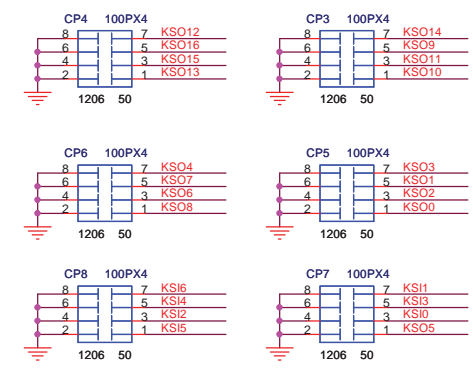 CP4 100PX4
8 7 KSO12
6 5 KSO16
4 3 KSO15
2 1 KSO13
1206 50
CP3 100PX4
8 7 KSO14
6 5 KSO9
4 3 KSO11
2 1 KSO10
1206 50
CP6 100PX4
8 7 KSO4
6 5 KSO7
4 3 KSO6
2 1 KSO8
1206 50
CP5 100PX4
8 7 KSO3
6 5 KSO1
4 3 KSO2
2 1 KSO0
1206 50
CP8 100PX4
8 7 KSI6
6 5 KSI4
4 3 KSI2
2 1 KSI5
1206 50
CP7 100PX4
8 7 KSI1
6 5 KSI3
4 3 KSI0
2 1 KSO5
1206 50